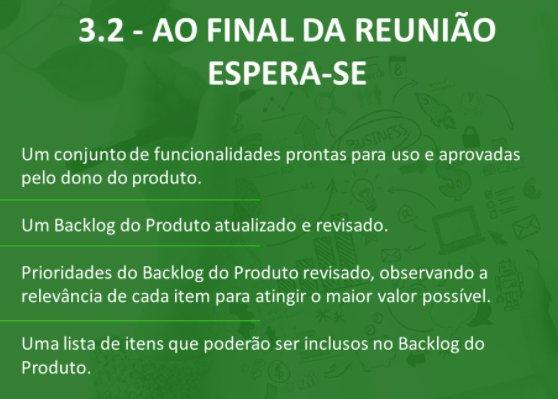 3.2 - AO FINAL DA REUNIÃO
ESPERA-SE
BUSINESS
Um conjunto de funcionalidades prontas para uso e aprovadas
pelo dono do produto.
Um Backlog do Produto atualizado e revisado.
Prioridades do Backlog do Produto revisado, observando a
relevância de cada item para atingir o maior valor possível.
Uma lista de itens que poderão ser inclusos no Backlog do
Produto.